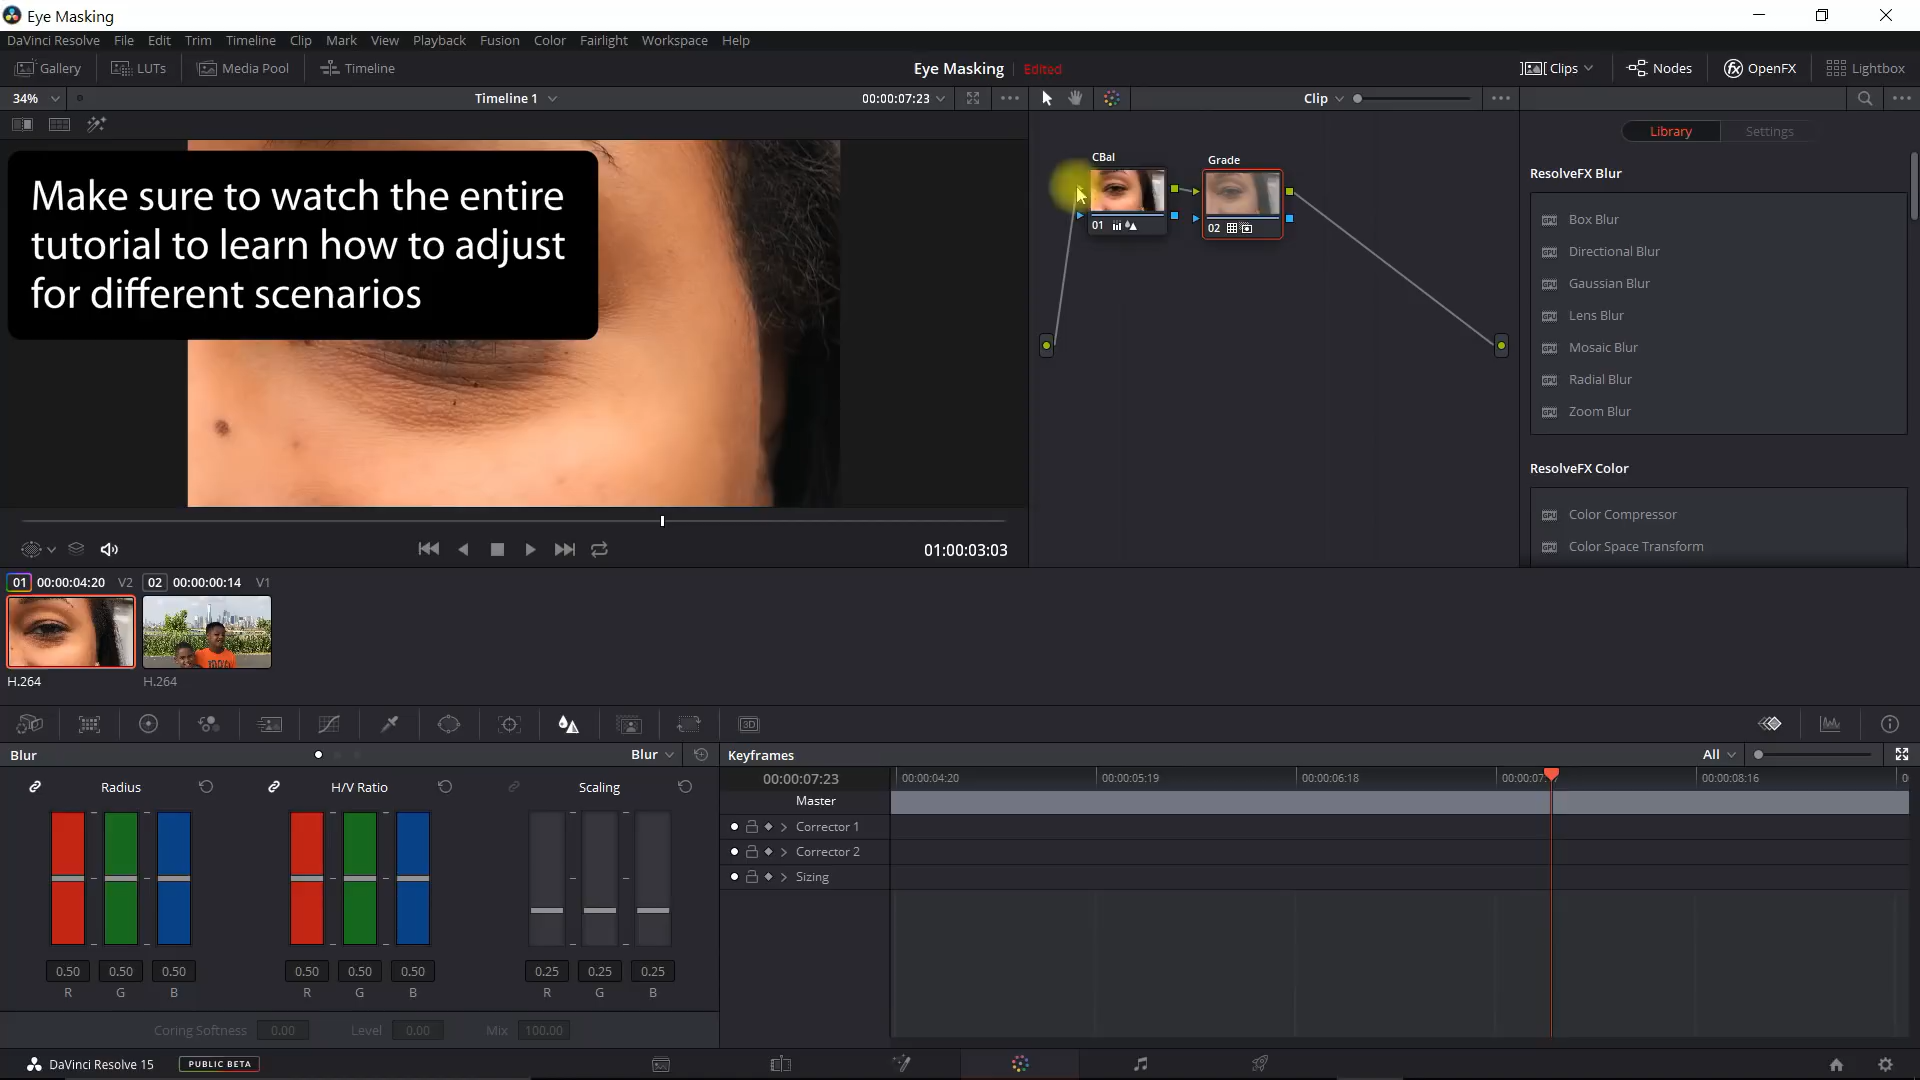 Eye Masking
DaVinci Resolve File Edit Trim Timeline Clip Mark View Playback Fusion Color Fairlight Workspace Help
Gallery LUTs Media Pool Timeline Eye Masking Edited Clips Nodes OpenFX Lightbox
34% Timeline 1 00:00:07:23 Clip
Library Settings
Make sure to watch the entire
tutorial to learn how to adjust
for different scenarios
CBal Grade
01 02
ResolveFX Blur
Box Blur
Directional Blur
Gaussian Blur
Lens Blur
Mosaic Blur
Radial Blur
Zoom Blur
ResolveFX Color
Color Compressor
Color Space Transform
01:00:03:03
01 00:00:04:20 V2 02 00:00:00:14 V1
H.264 H.264
3D
Blur Blur Keyframes All
Radius H/V Ratio Scaling
00:00:07:23 00:00:04:20 00:00:05:19 00:00:06:18 00:00:07: 00:00:08:16
Master
Corrector 1
Corrector 2
Sizing
0.50 0.50 0.50 0.50 0.50 0.50 0.25 0.25 0.25
R G B R G B R G B
Coring Softness 0.00 Level 0.00 Mix 100.00
DaVinci Resolve 15 PUBLIC BETA